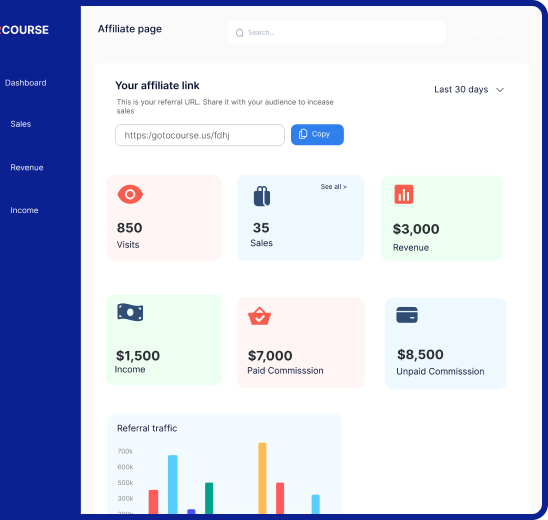 COURSE
Affiliate page
Search...
Dashboard
Sales
Revenue
Income
Your affiliate link
Last 30 days
This is your referral URL. Share it with your audience to incease
sales
https:/gotocourse.us/fdhj
Copy
850
Visits
See all >
35
Sales
$3,000
Revenue
$1,500
Income
$7,000
Paid Commisssion
$8,500
Unpaid Commisssion
Referral traffic
700k
600k
500k
300k
200k